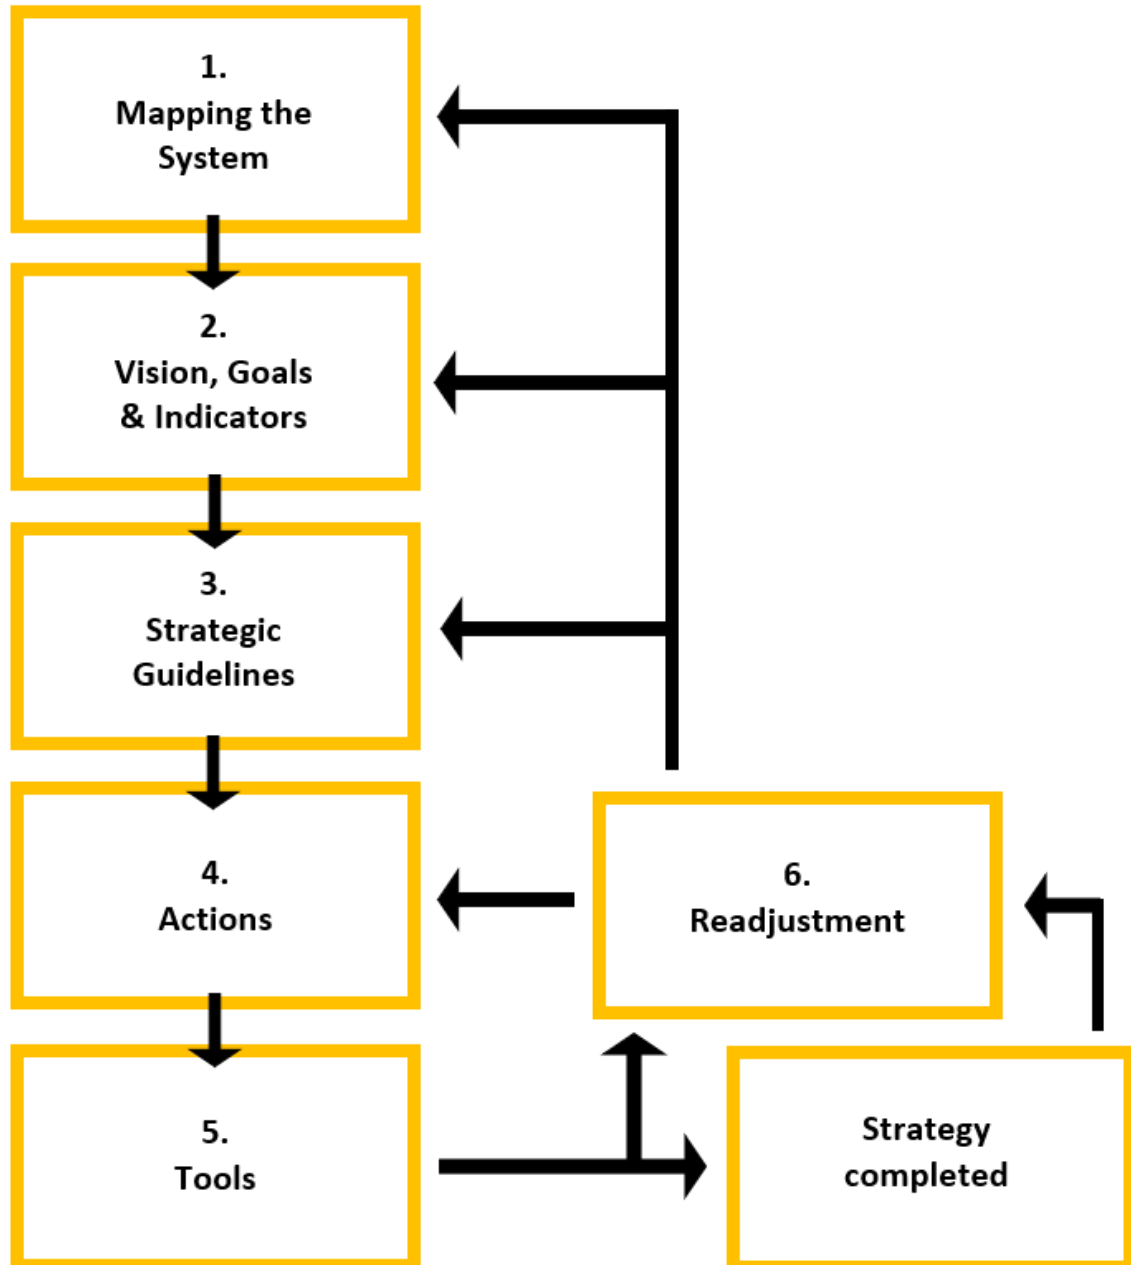 1.
Mapping the
System
2.
Vision, Goals
& Indicators
3.
Strategic
Guidelines
4.
Actions
5.
Tools
6.
Readjustment
Strategy
completed